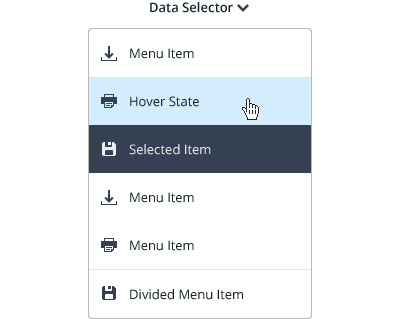 Data Selector
Menu Item
Hover State
Selected Item
Menu Item
Menu Item
Divided Menu Item